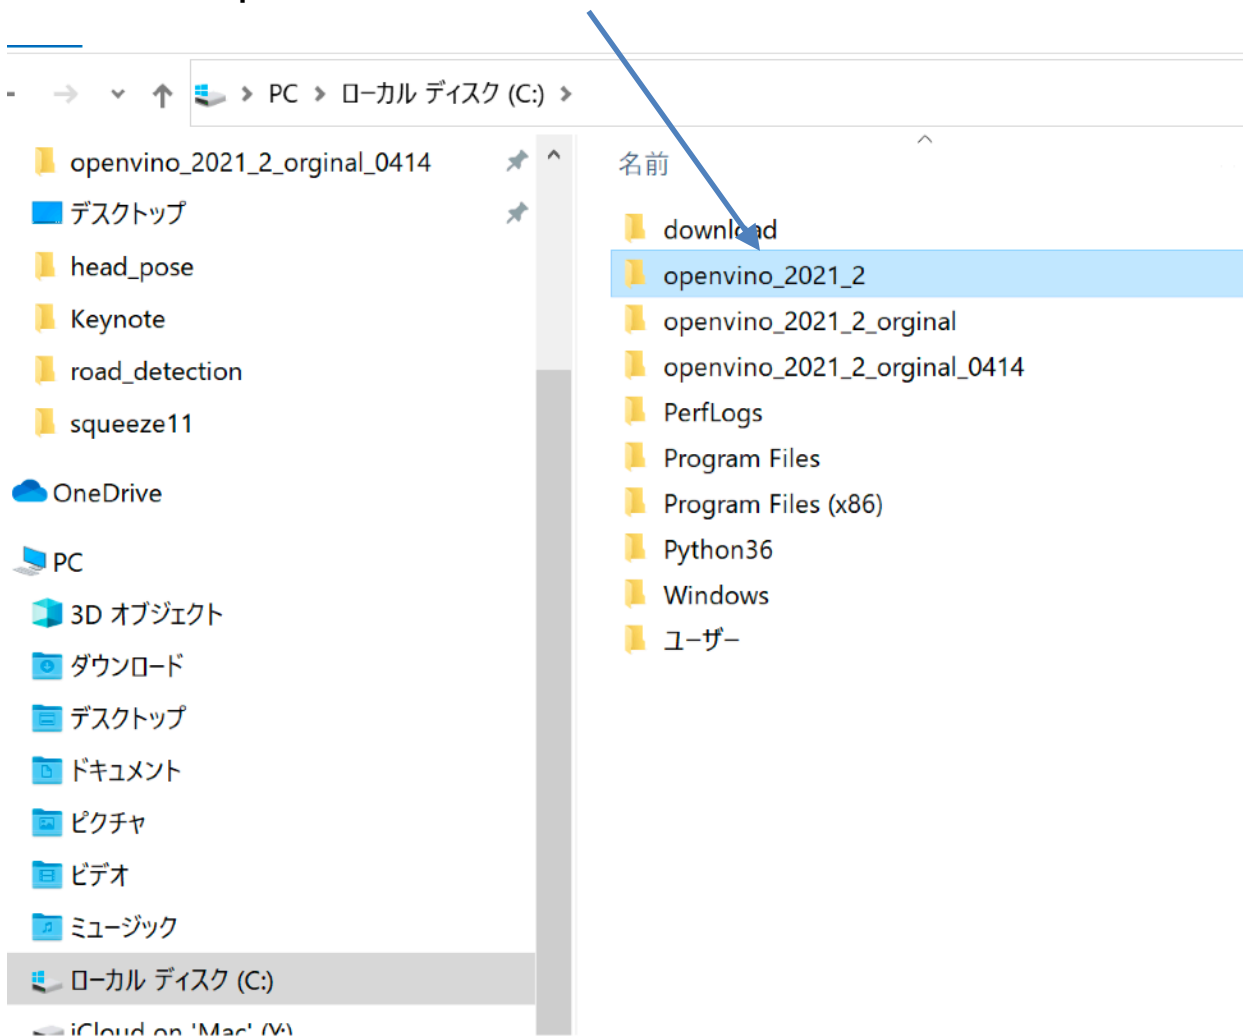 PC > ローカル ディスク (C:) >
openvino_2021_2_orginal_0414
デスクトップ
head_pose
Keynote
road_detection
squeeze11
OneDrive
PC
3D オブジェクト
ダウンロード
デスクトップ
ドキュメント
ピクチャ
ビデオ
ミュージック
ローカル ディスク (C:)
iCloud on 'Mac' (Y:)
名前
download
openvino_2021_2
openvino_2021_2_orginal
openvino_2021_2_orginal_0414
PerfLogs
Program Files
Program Files (x86)
Python36
Windows
ユーザー